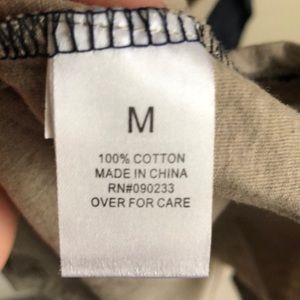 M
100% COTTON
MADE IN CHINA
RN#090233
OVER FOR CARE